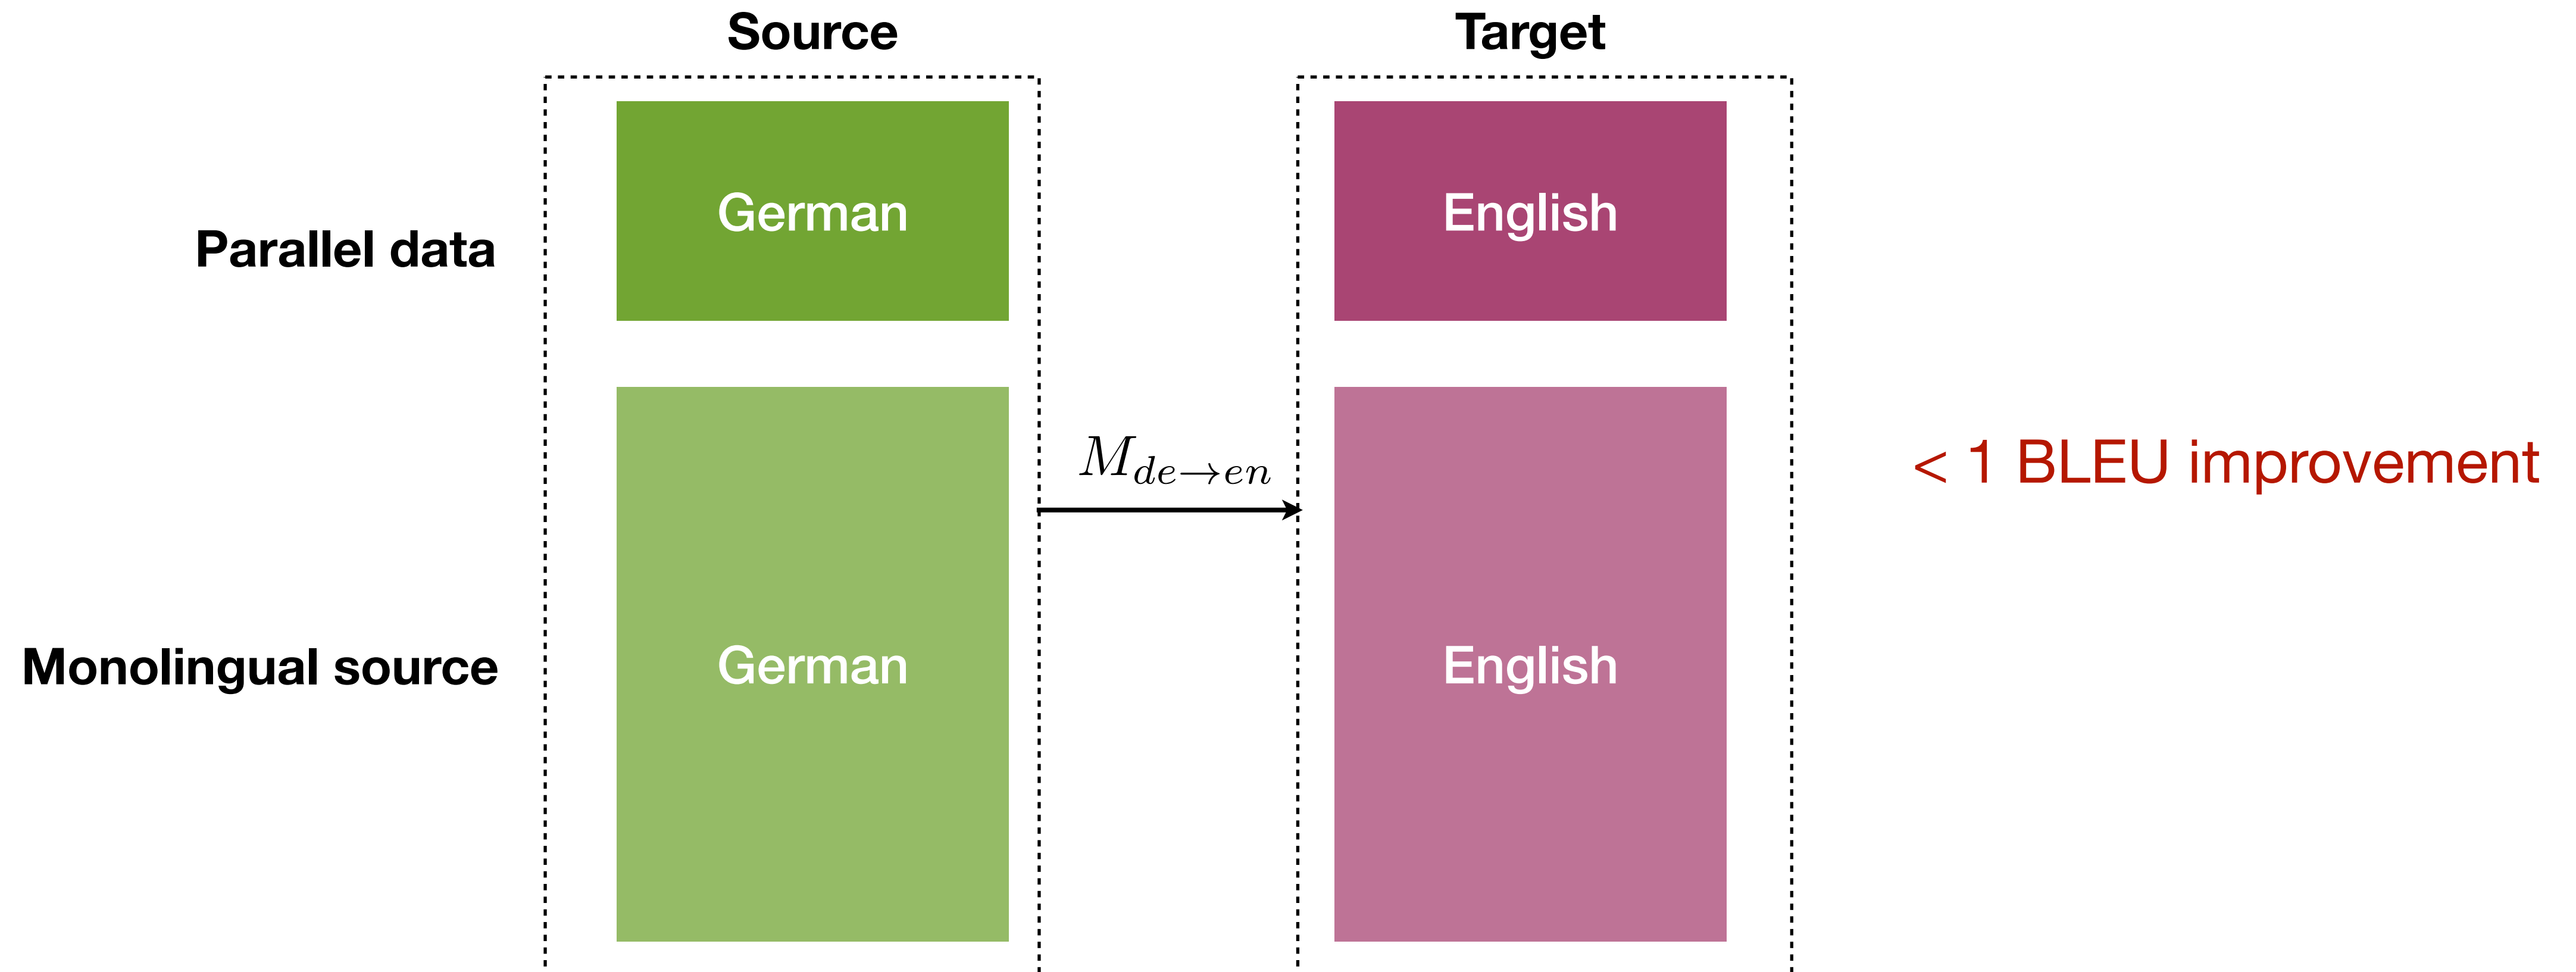 Source
Target
Parallel data
German
English
M_{de→en}
< 1 BLEU improvement
Monolingual source
German
English